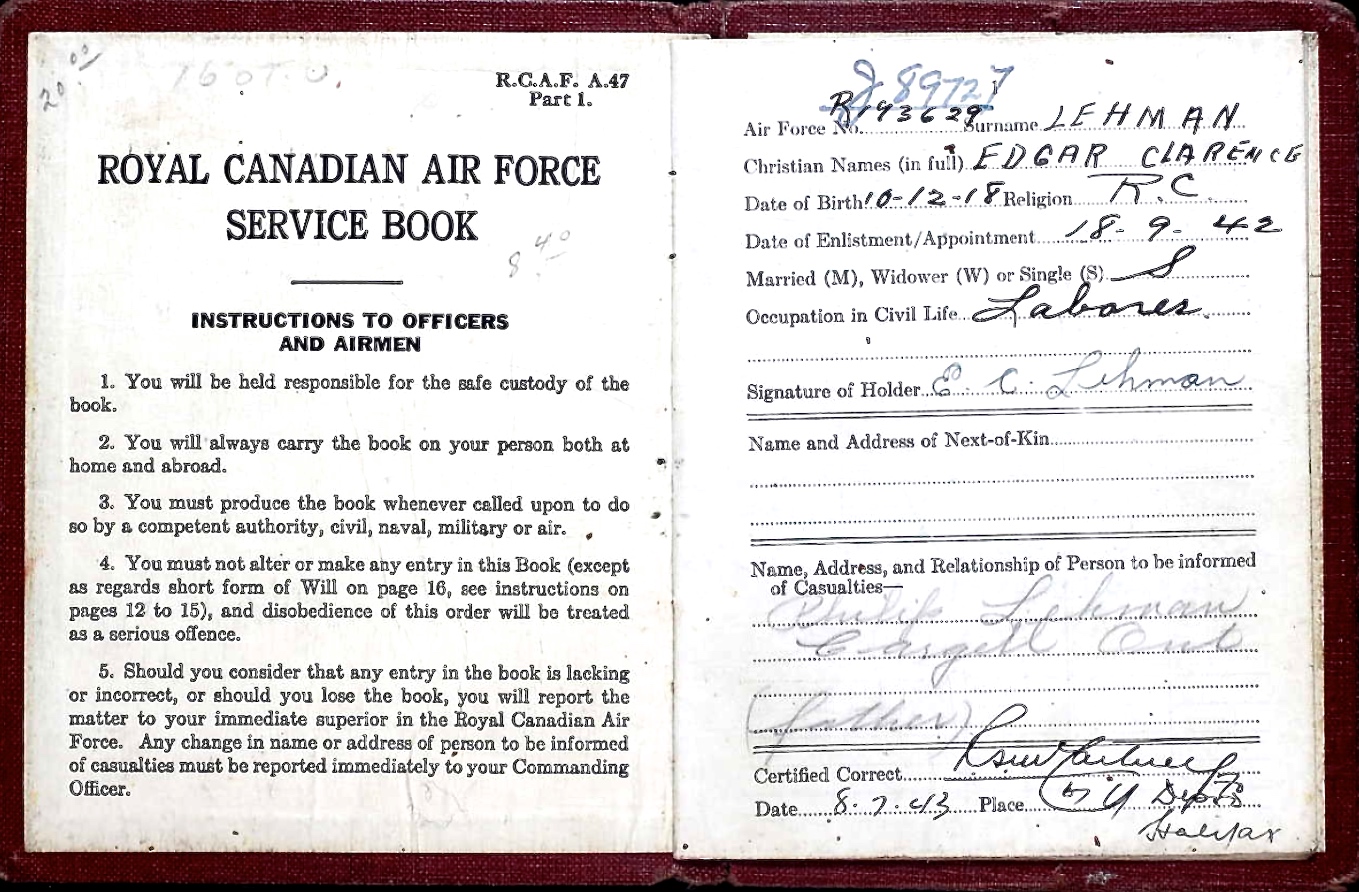 20 00
76 O.T.U.
R.C.A.F. A.47
Part 1.
ROYAL CANADIAN AIR FORCE
SERVICE BOOK
8 40
INSTRUCTIONS TO OFFICERS
AND AIRMEN
1. You will be held responsible for the safe custody of the
book.
2. You will always carry the book on your person both at
home and abroad.
3. You must produce the book whenever called upon to do
so by a competent authority, civil, naval, military or air.
4. You must not alter or make any entry in this Book (except
as regards short form of Will on page 16, see instructions on
pages 12 to 15), and disobedience of this order will be treated
as a serious offence.
5. Should you consider that any entry in the book is lacking
or incorrect, or should you lose the book, you will report the
matter to your immediate superior in the Royal Canadian Air
Force. Any change in name or address of person to be informed
of casualties must be reported immediately to your Commanding
Officer.
J 89727
Air Force No. R193629 Surname LEHMAN
Christian Names (in full) EDGAR CLARENCE
Date of Birth 10-12-18 Religion R.C.
Date of Enlistment/Appointment 18-9-42
Married (M), Widower (W) or Single (S) S
Occupation in Civil Life Laborer
Signature of Holder E. C. Lehman
Name and Address of Next-of-Kin
Name, Address, and Relationship of Person to be informed
of Casualties—
Philip Lehman
Cargill Ont
(father)
Certified Correct
Date 8.7.43 Place "Y" Depot
Halifax